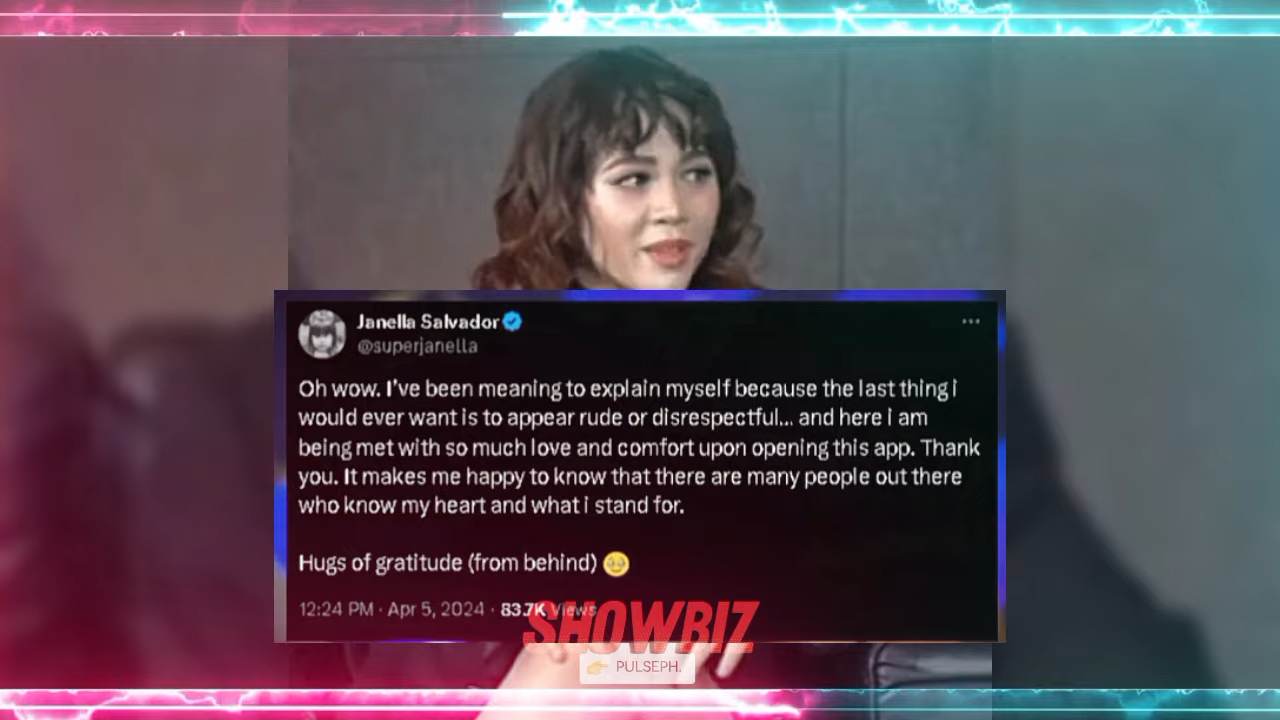 Janella Salvador
@superjanella
Oh wow. I've been meaning to explain myself because the last thing i
would ever want is to appear rude or disrespectful... and here i am
being met with so much love and comfort upon opening this app. Thank
you. It makes me happy to know that there are many people out there
who know my heart and what i stand for.
Hugs of gratitude (from behind) 🥹
12:24 PM · Apr 5, 2024 · 83.7K Views
SHOWBIZ
👉 PULSEPH.